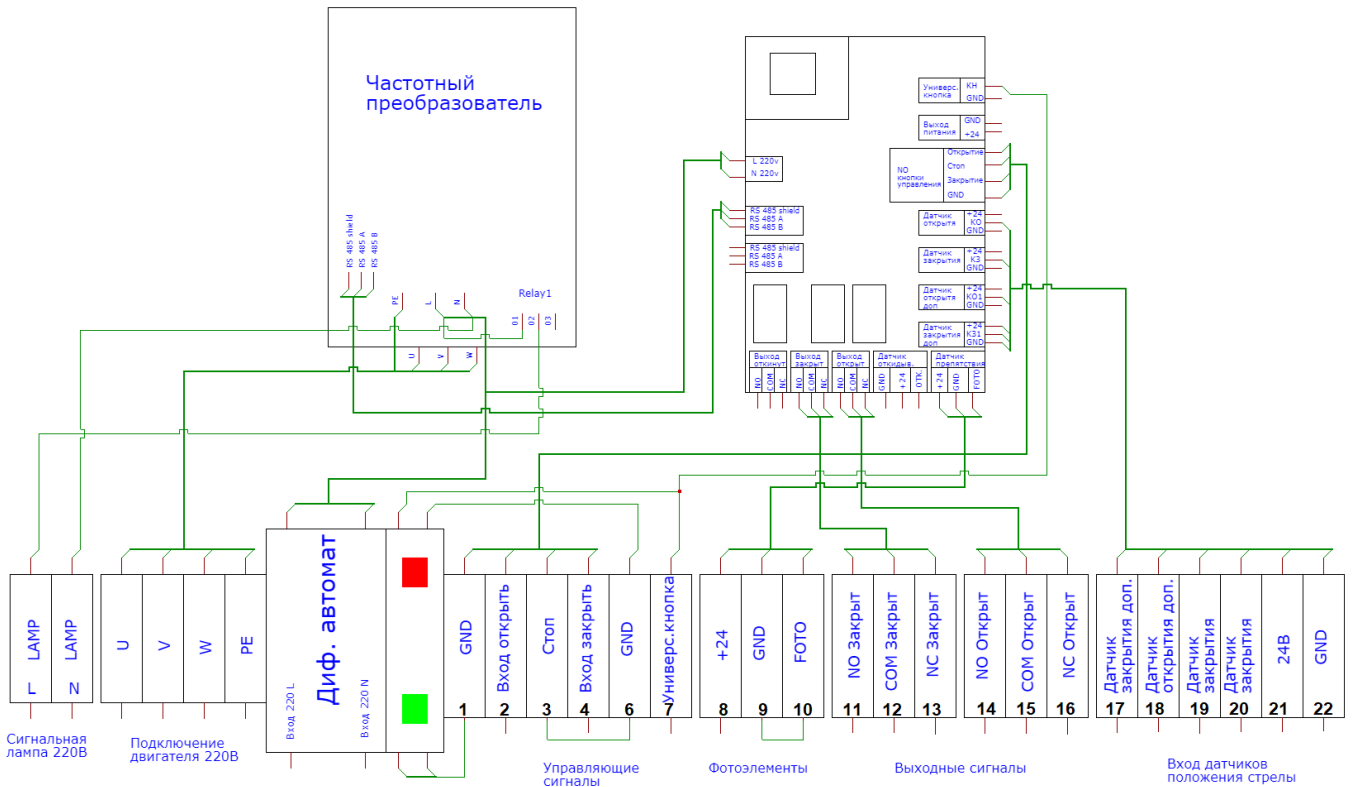 Частотный
преобразователь
RS 485 shield
RS 485 A
RS 485 B
PE
L
N
Relay1
01
02
03
U
V
W
L 220v
N 220v
RS 485 shield
RS 485 A
RS 485 B
RS 485 shield
RS 485 A
RS 485 B
Универс.
кнопка
КН
GND
Выход
питания
GND
+24
NO
кнопки
управления
Открытие
Стоп
Закрытие
GND
Датчик
открытя
+24
КО
GND
Датчик
закрытия
+24
КЗ
GND
Датчик
открытя
доп
+24
КО1
GND
Датчик
закрытия
доп
+24
КЗ1
GND
Выход
откинут
NO
COM
NC
Выход
закрыт
NO
COM
NC
Выход
открыт
NO
COM
NC
Датчик
откидыв.
GND
+24
ОТК.
Датчик
препятствия
+24
GND
FOTO
LAMP
L
LAMP
N
U
V
W
PE
Диф. автомат
Вход 220 L
Вход 220 N
GND
1
Вход открыть
2
Стоп
3
Вход закрыть
4
GND
6
Универс.кнопка
7
+24
8
GND
9
FOTO
10
NO Закрыт
11
COM Закрыт
12
NC Закрыт
13
NO Открыт
14
COM Открыт
15
NC Открыт
16
Датчик
закрытия доп.
17
Датчик
открытия доп.
18
Датчик
закрытия
19
Датчик
закрытия
20
24В
21
GND
22
Сигнальная
лампа 220В
Подключение
двигателя 220В
Управляющие
сигналы
Фотоэлементы
Выходные сигналы
Вход датчиков
положения стрелы